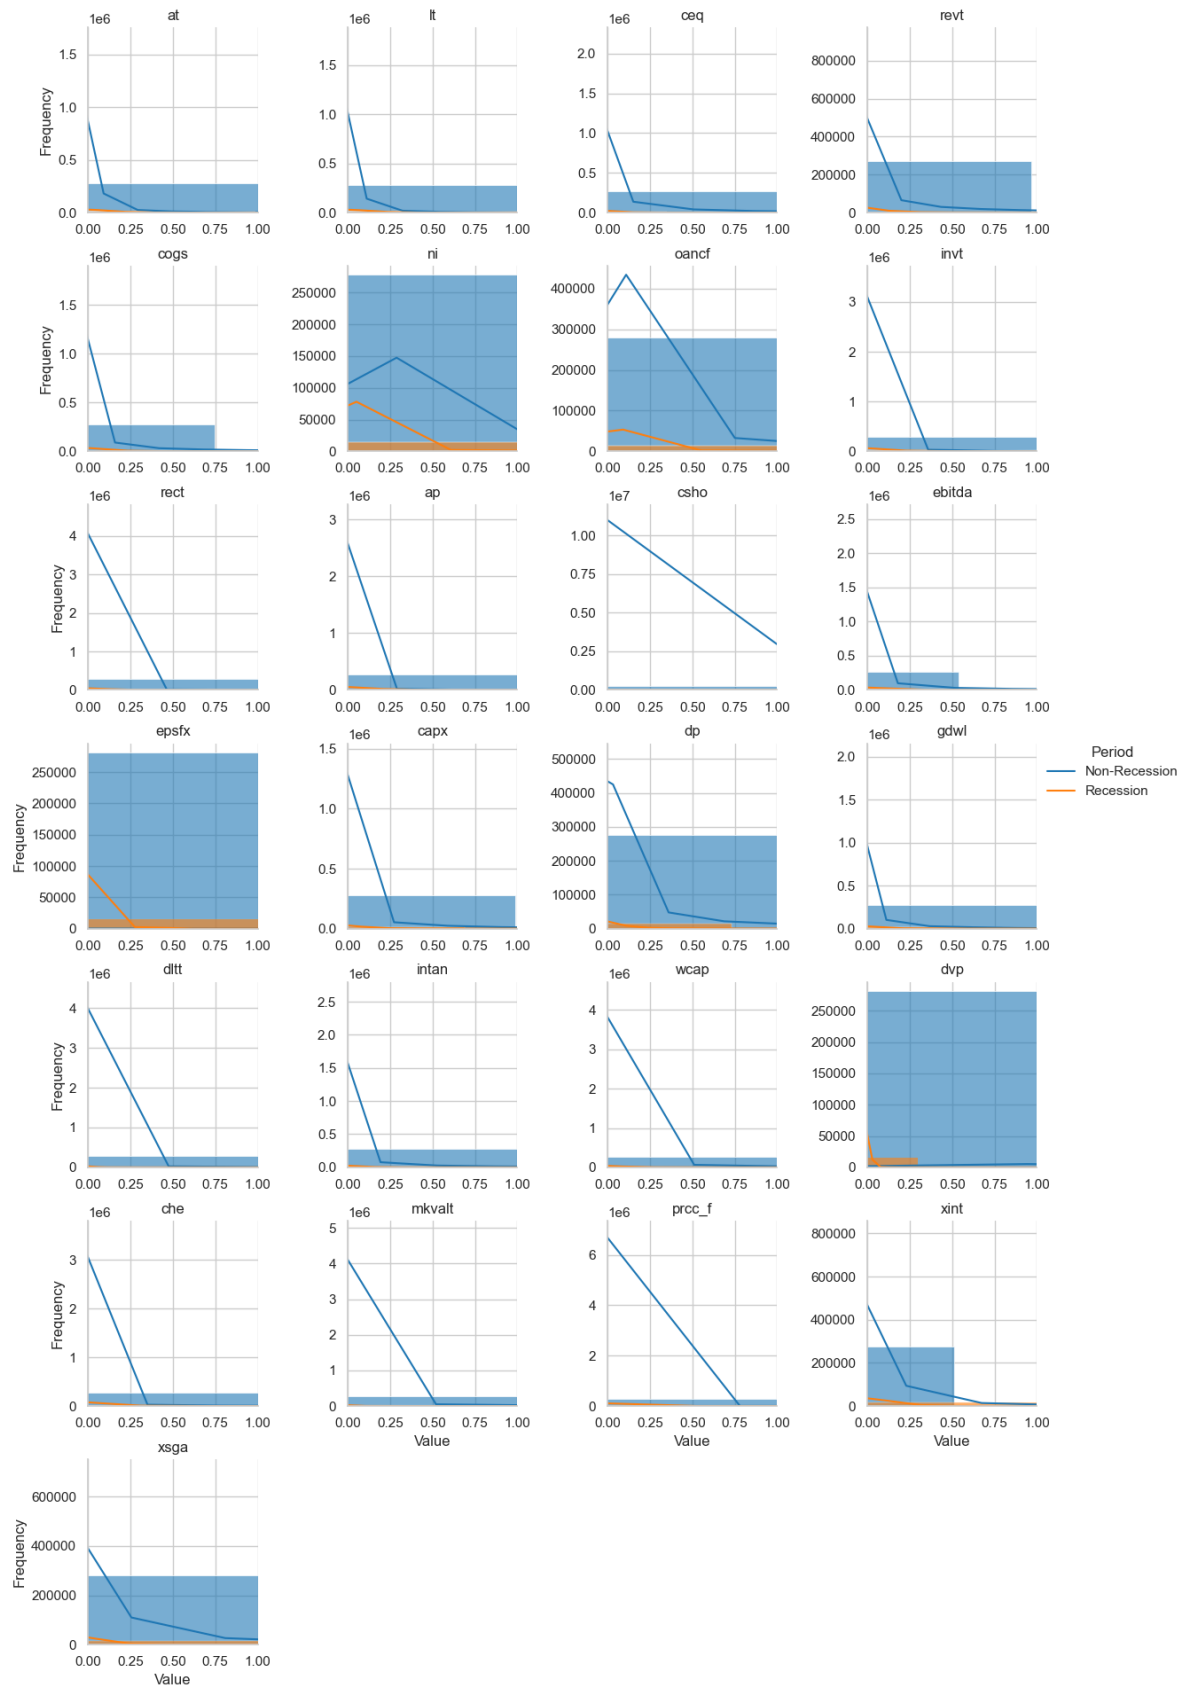 at
1e6
Frequency
1.5
1.0
0.5
0.0
0.00 0.25 0.50 0.75 1.00
lt
1e6
1.5
1.0
0.5
0.0
0.00 0.25 0.50 0.75 1.00
ceq
1e6
2.0
1.5
1.0
0.5
0.0
0.00 0.25 0.50 0.75 1.00
revt
800000
600000
400000
200000
0
0.00 0.25 0.50 0.75 1.00
cogs
1e6
Frequency
1.5
1.0
0.5
0.0
0.00 0.25 0.50 0.75 1.00
ni
250000
200000
150000
100000
50000
0
0.00 0.25 0.50 0.75 1.00
oancf
400000
300000
200000
100000
0
0.00 0.25 0.50 0.75 1.00
invt
1e6
3
2
1
0
0.00 0.25 0.50 0.75 1.00
rect
1e6
Frequency
4
3
2
1
0
0.00 0.25 0.50 0.75 1.00
ap
1e6
3
2
1
0
0.00 0.25 0.50 0.75 1.00
csho
1e7
1.00
0.75
0.50
0.25
0.00
0.00 0.25 0.50 0.75 1.00
ebitda
1e6
2.5
2.0
1.5
1.0
0.5
0.0
0.00 0.25 0.50 0.75 1.00
epsfx
Frequency
250000
200000
150000
100000
50000
0
0.00 0.25 0.50 0.75 1.00
capx
1e6
1.5
1.0
0.5
0.0
0.00 0.25 0.50 0.75 1.00
dp
500000
400000
300000
200000
100000
0
0.00 0.25 0.50 0.75 1.00
gdwl
1e6
2.0
1.5
1.0
0.5
0.0
0.00 0.25 0.50 0.75 1.00
Period
Non-Recession
Recession
dltt
1e6
Frequency
4
3
2
1
0
0.00 0.25 0.50 0.75 1.00
intan
1e6
2.5
2.0
1.5
1.0
0.5
0.0
0.00 0.25 0.50 0.75 1.00
wcap
1e6
4
3
2
1
0
0.00 0.25 0.50 0.75 1.00
dvp
250000
200000
150000
100000
50000
0
0.00 0.25 0.50 0.75 1.00
che
1e6
Frequency
3
2
1
0
0.00 0.25 0.50 0.75 1.00
mkvalt
1e6
5
4
3
2
1
0
0.00 0.25 0.50 0.75 1.00
Value
prcc_f
1e6
6
4
2
0
0.00 0.25 0.50 0.75 1.00
Value
xint
800000
600000
400000
200000
0
0.00 0.25 0.50 0.75 1.00
Value
xsga
Frequency
600000
400000
200000
0
0.00 0.25 0.50 0.75 1.00
Value